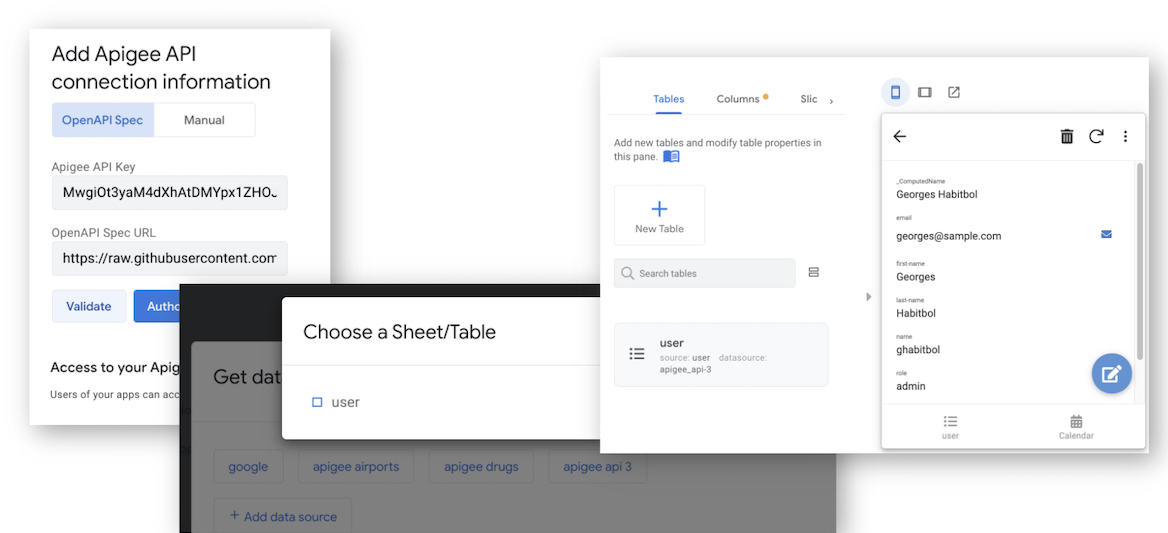 Add Apigee API
connection information
OpenAPI Spec
Manual
Apigee API Key
OpenAPI Spec URL
https://raw.githubusercontent.com
Validate
Autho
Access to your Apig
Users of your apps can acc
Get dat
Choose a Sheet/Table
user
google
apigee airports
apigee drugs
apigee api 3
+ Add data source
Tables
Columns
Slic
Add new tables and modify table properties in
this pane.
New Table
Search tables
user
source: user datasource:
apigee_api-3
_ComputedName
Georges Habitbol
email
georges@sample.com
first-name
Georges
last-name
Habitbol
name
ghabitbol
role
admin
user
Calendar